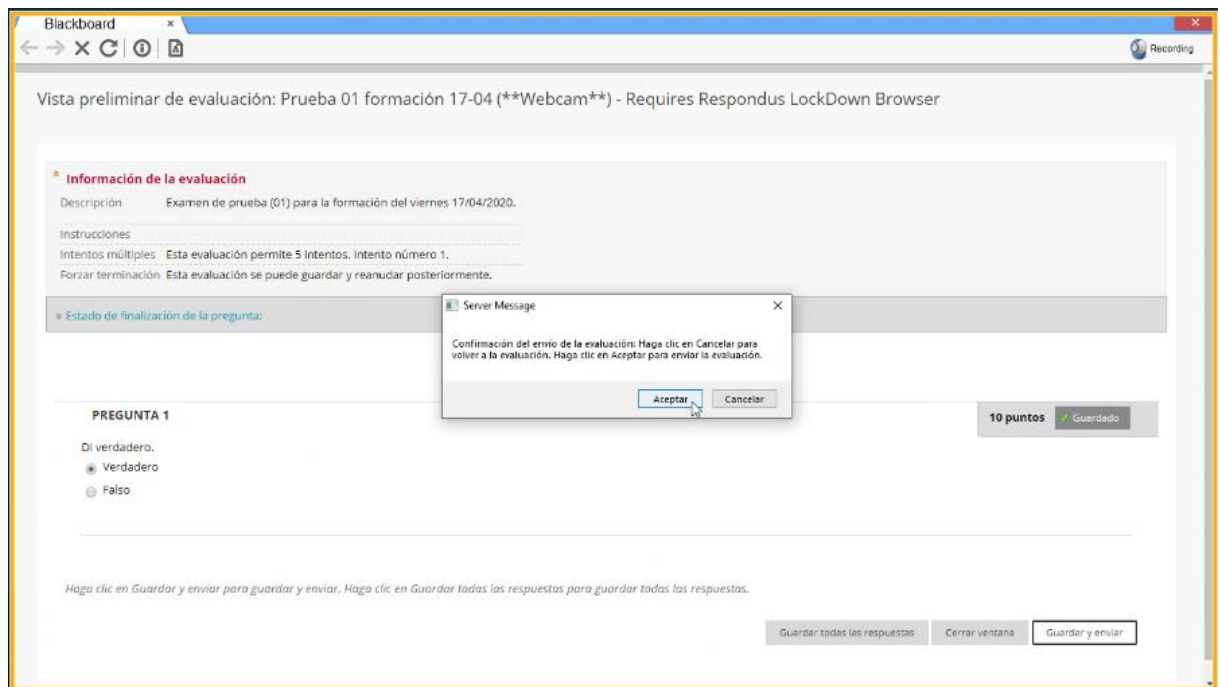 Blackboard
Recording
Vista preliminar de evaluación: Prueba 01 formación 17-04 (**Webcam**) - Requires Respondus LockDown Browser
Información de la evaluación
Descripción Examen de prueba (01) para la formación del viernes 17/04/2020.
Instrucciones
Intentos múltiples Esta evaluación permite 5 intentos. Intento número 1.
Forzar terminación Esta evaluación se puede guardar y reanudar posteriormente.
Estado de finalización de la pregunta:
Server Message
Confirmación del envío de la evaluación: Haga clic en Cancelar para
volver a la evaluación. Haga clic en Aceptar para enviar la evaluación.
Aceptar Cancelar
PREGUNTA 1
10 puntos Guardado
Di verdadero.
Verdadero
Falso
Haga clic en Guardar y enviar para guardar y enviar. Haga clic en Guardar todas las respuestas para guardar todas las respuestas.
Guardar todas las respuestas Cerrar ventana Guardar y enviar